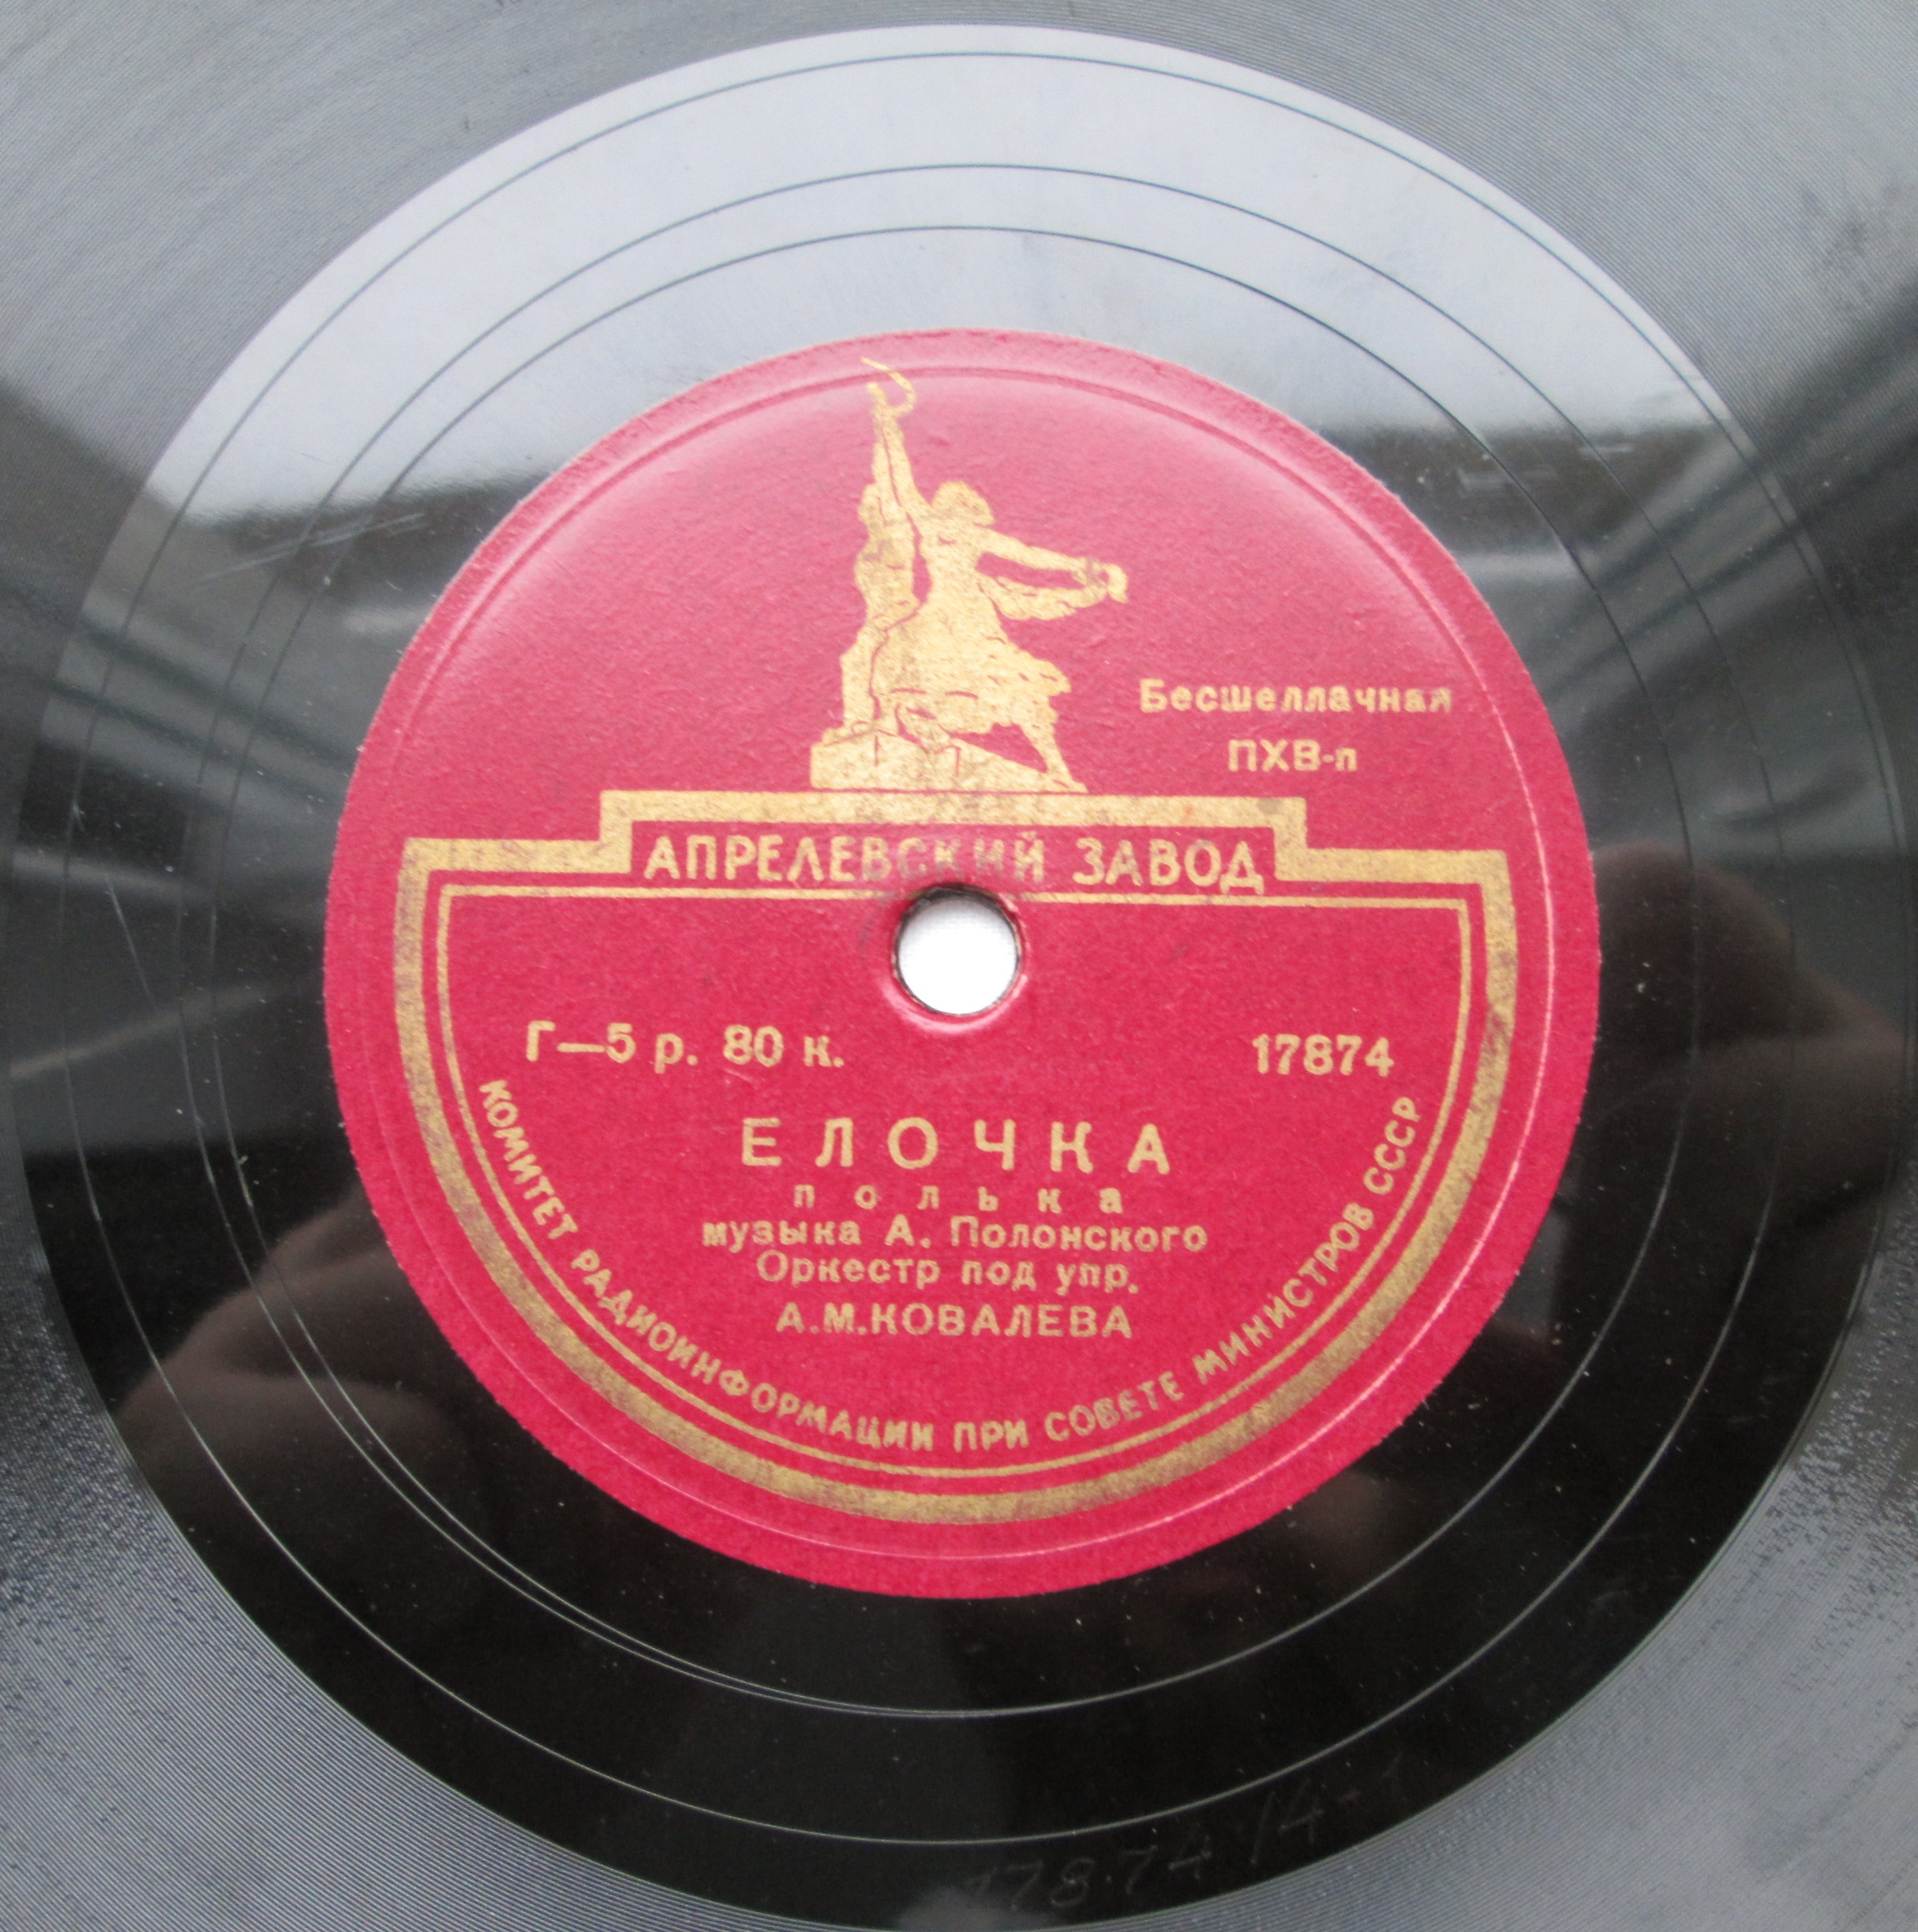 Бесшеллачная
ПХВ-п
АПРЕЛЕВСКИЙ ЗАВОД
Г—5 р. 80 к.
17874
ЕЛОЧКА
полька
музыка А. Полонского
Оркестр под упр.
А.М.КОВАЛЕВА
КОМИТЕТ РАДИОИНФОРМАЦИИ ПРИ СОВЕТЕ МИНИСТРОВ СССР
17874